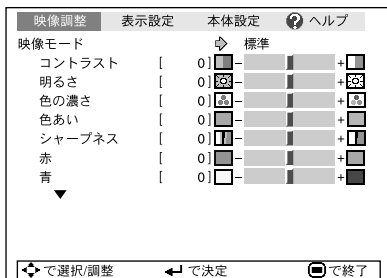 映像調整 表示設定 本体設定 ? ヘルプ
映像モード 標準
コントラスト [ 0] - +
明るさ [ 0] - +
色の濃さ [ 0] - +
色あい [ 0] - +
シャープネス [ 0] - +
赤 [ 0] - +
青 [ 0] - +
で選択/調整 で決定 で終了